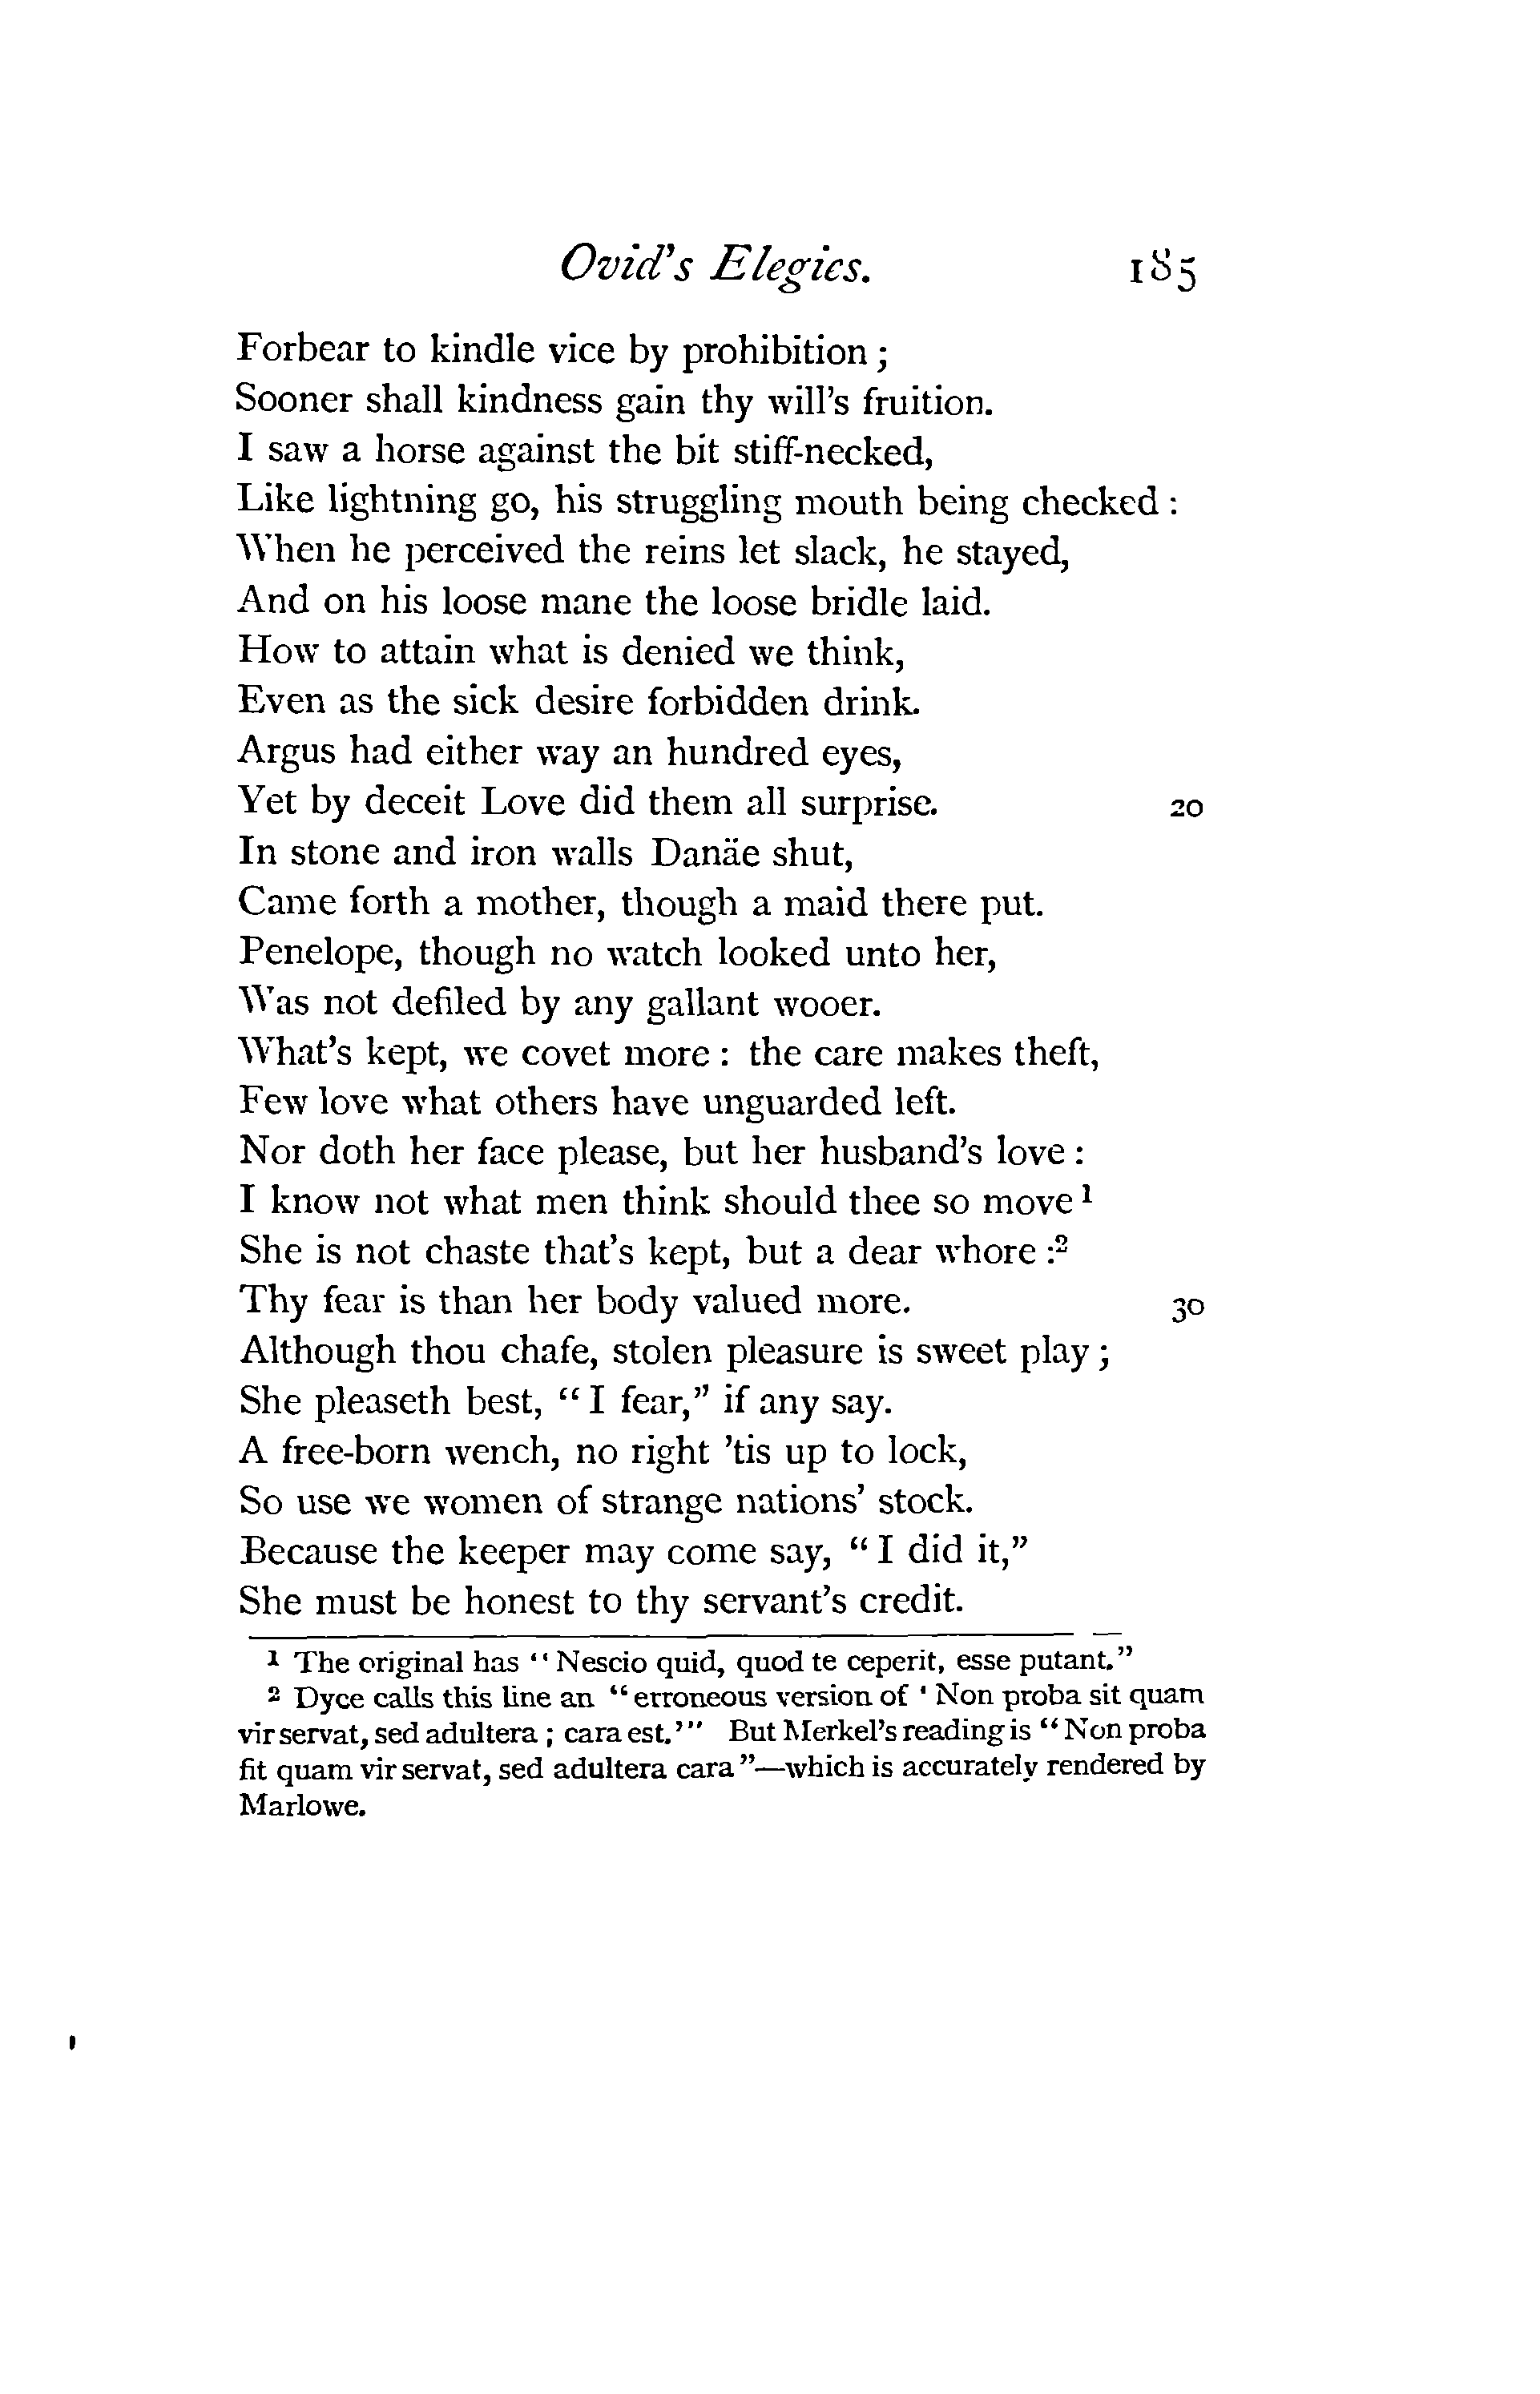 Ovid's Elegies. 185
Forbear to kindle vice by prohibition ;
Sooner shall kindness gain thy will's fruition.
I saw a horse against the bit stiff-necked,
Like lightning go, his struggling mouth being checked :
When he perceived the reins let slack, he stayed,
And on his loose mane the loose bridle laid.
How to attain what is denied we think,
Even as the sick desire forbidden drink.
Argus had either way an hundred eyes,
Yet by deceit Love did them all surprise. 20
In stone and iron walls Danäe shut,
Came forth a mother, though a maid there put.
Penelope, though no watch looked unto her,
Was not defiled by any gallant wooer.
What's kept, we covet more : the care makes theft,
Few love what others have unguarded left.
Nor doth her face please, but her husband's love :
I know not what men think should thee so move ¹
She is not chaste that's kept, but a dear whore :²
Thy fear is than her body valued more. 30
Although thou chafe, stolen pleasure is sweet play ;
She pleaseth best, “ I fear,” if any say.
A free-born wench, no right 'tis up to lock,
So use we women of strange nations' stock.
Because the keeper may come say, “ I did it,”
She must be honest to thy servant's credit.
¹ The original has “ Nescio quid, quod te ceperit, esse putant.”
² Dyce calls this line an “ erroneous version of ‘ Non proba sit quam
vir servat, sed adultera ; cara est.’” But Merkel's reading is “ Non proba
fit quam vir servat, sed adultera cara ”—which is accurately rendered by
Marlowe.